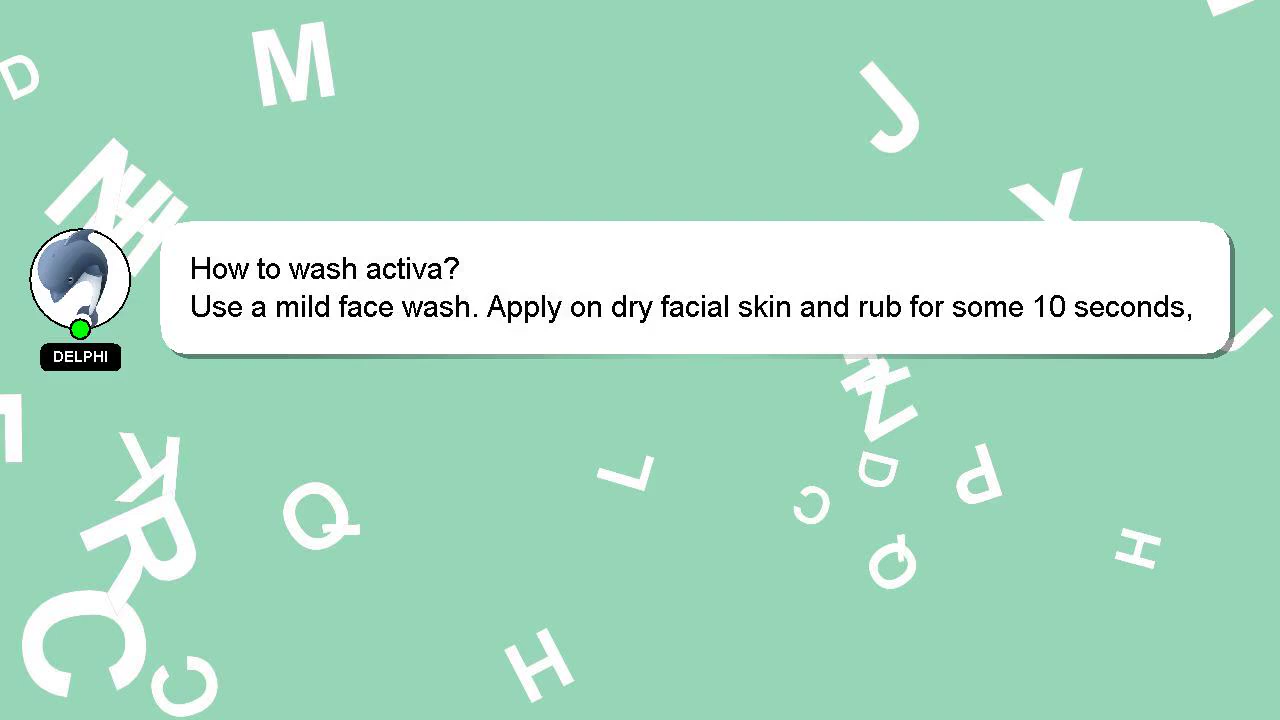 How to wash activa?
Use a mild face wash. Apply on dry facial skin and rub for some 10 seconds,
DELPHI
D
M
J
N
H
X
K
R
Q
L
N
D
C
P
Q
H
C
C
H